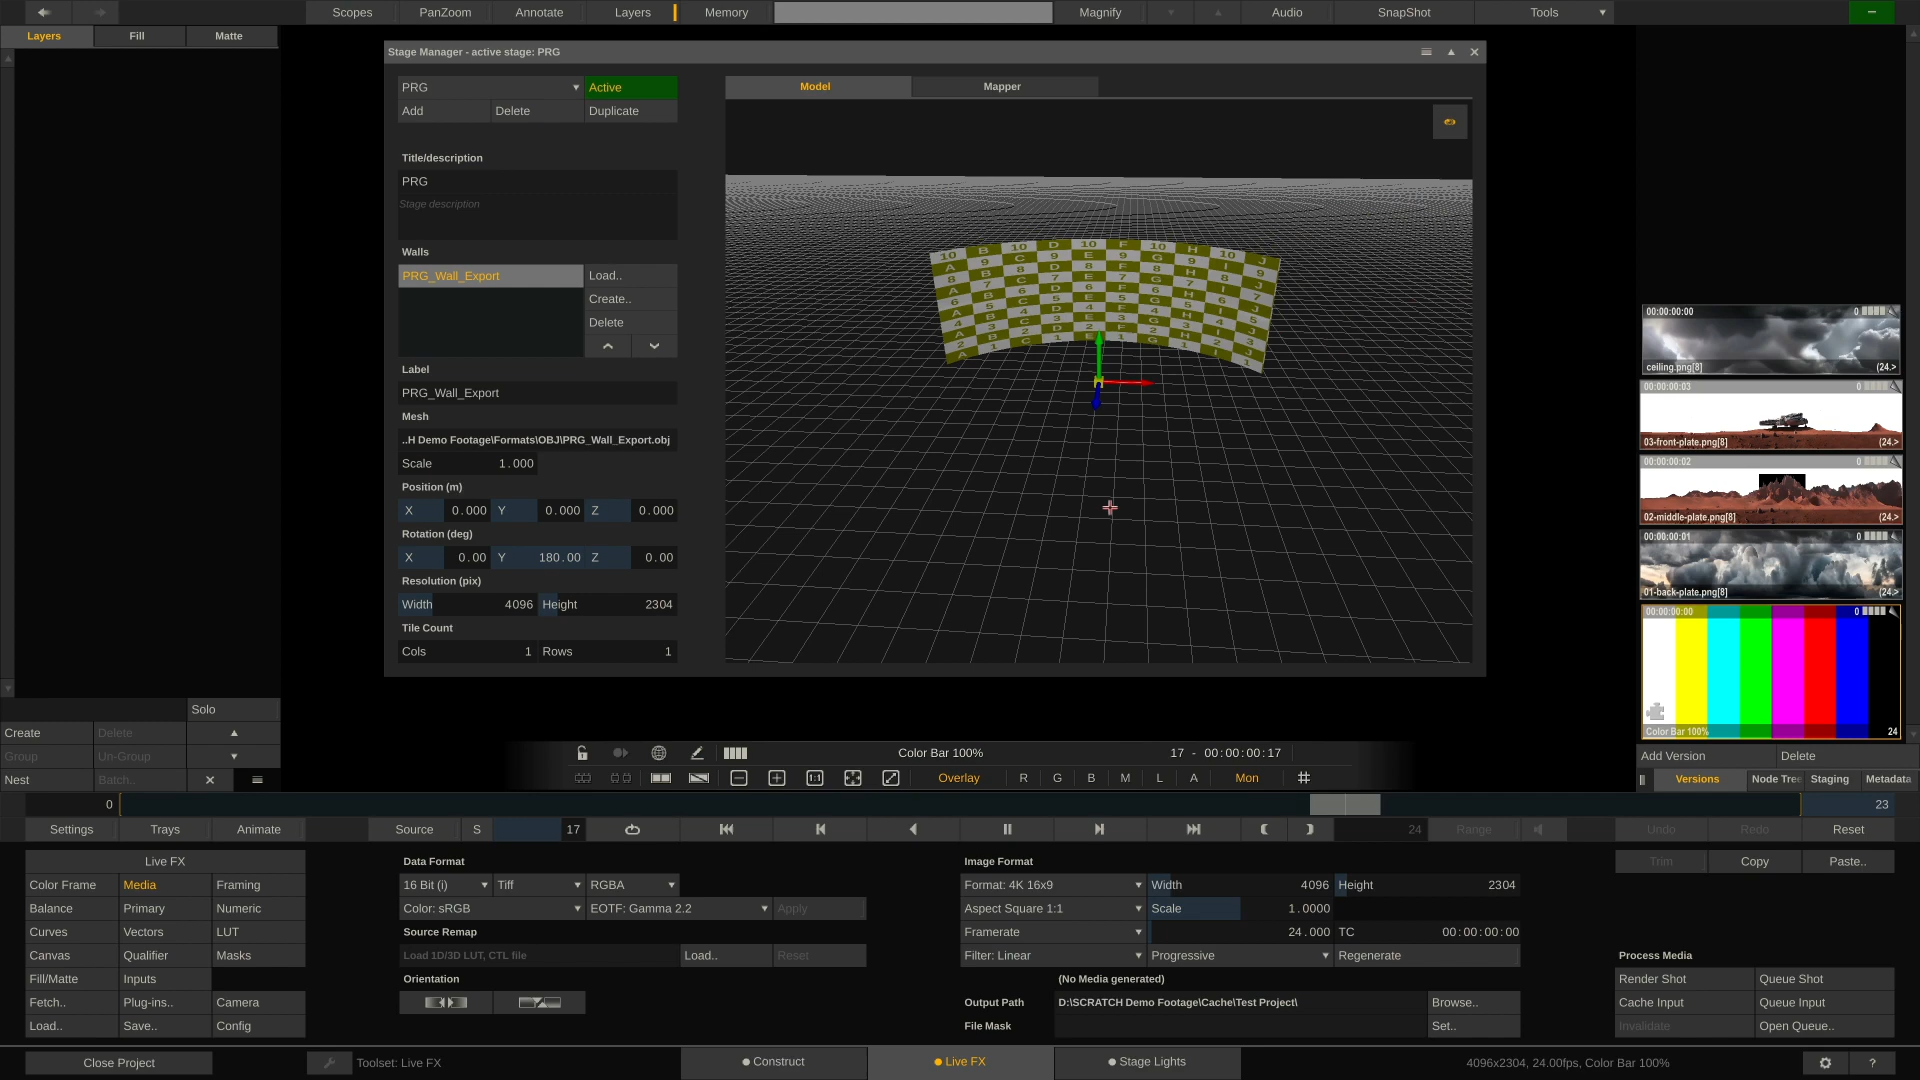 Scopes
PanZoom
Annotate
Layers
Memory
Magnify
Audio
SnapShot
Tools
Layers
Fill
Matte
Stage Manager - active stage: PRG
PRG
Active
Add
Delete
Duplicate
Title/description
PRG
Stage description
Walls
PRG_Wall_Export
Load..
Create..
Delete
Label
PRG_Wall_Export
Mesh
..H Demo Footage\Formats\OBJ\PRG_Wall_Export.obj
Scale 1.000
Position (m)
X 0.000 Y 0.000 Z 0.000
Rotation (deg)
X 0.00 Y 180.00 Z 0.00
Resolution (pix)
Width 4096 Height 2304
Tile Count
Cols 1 Rows 1
Model
Mapper
00:00:00:00 0
ceiling.png[8] (24.>
00:00:00:03 0
03-front-plate.png[8] (24.>
00:00:00:02 0
02-middle-plate.png[8] (24.>
00:00:00:01 0
01-back-plate.png[8] (24.>
00:00:00:00 0
Color Bar 100% 24
Add Version
Delete
Versions
Node Tree
Staging
Metadata
Solo
Create
Delete
Group
Un-Group
Nest
Batch..
Color Bar 100%
17 - 00:00:00:17
1:1
Overlay
R G B M L A
Mon
0
23
Settings
Trays
Animate
Source
S
17
24
Range
Undo
Redo
Reset
Live FX
Color Frame
Media
Framing
Balance
Primary
Numeric
Curves
Vectors
LUT
Canvas
Qualifier
Masks
Fill/Matte
Inputs
Fetch..
Plug-ins..
Camera
Load..
Save..
Config
Data Format
16 Bit (i)
Tiff
RGBA
Color: sRGB
EOTF: Gamma 2.2
Apply
Source Remap
Load 1D/3D LUT, CTL file
Load..
Reset
Orientation
Image Format
Format: 4K 16x9
Width 4096 Height 2304
Aspect Square 1:1
Scale 1.0000
Framerate 24.000 TC 00:00:00:00
Filter: Linear
Progressive
Regenerate
(No Media generated)
Output Path
D:\SCRATCH Demo Footage\Cache\Test Project\
Browse..
File Mask
Set..
Trim
Copy
Paste..
Process Media
Render Shot
Queue Shot
Cache Input
Queue Input
Invalidate
Open Queue..
Close Project
Toolset: Live FX
Construct
Live FX
Stage Lights
4096x2304, 24.00fps, Color Bar 100%
?